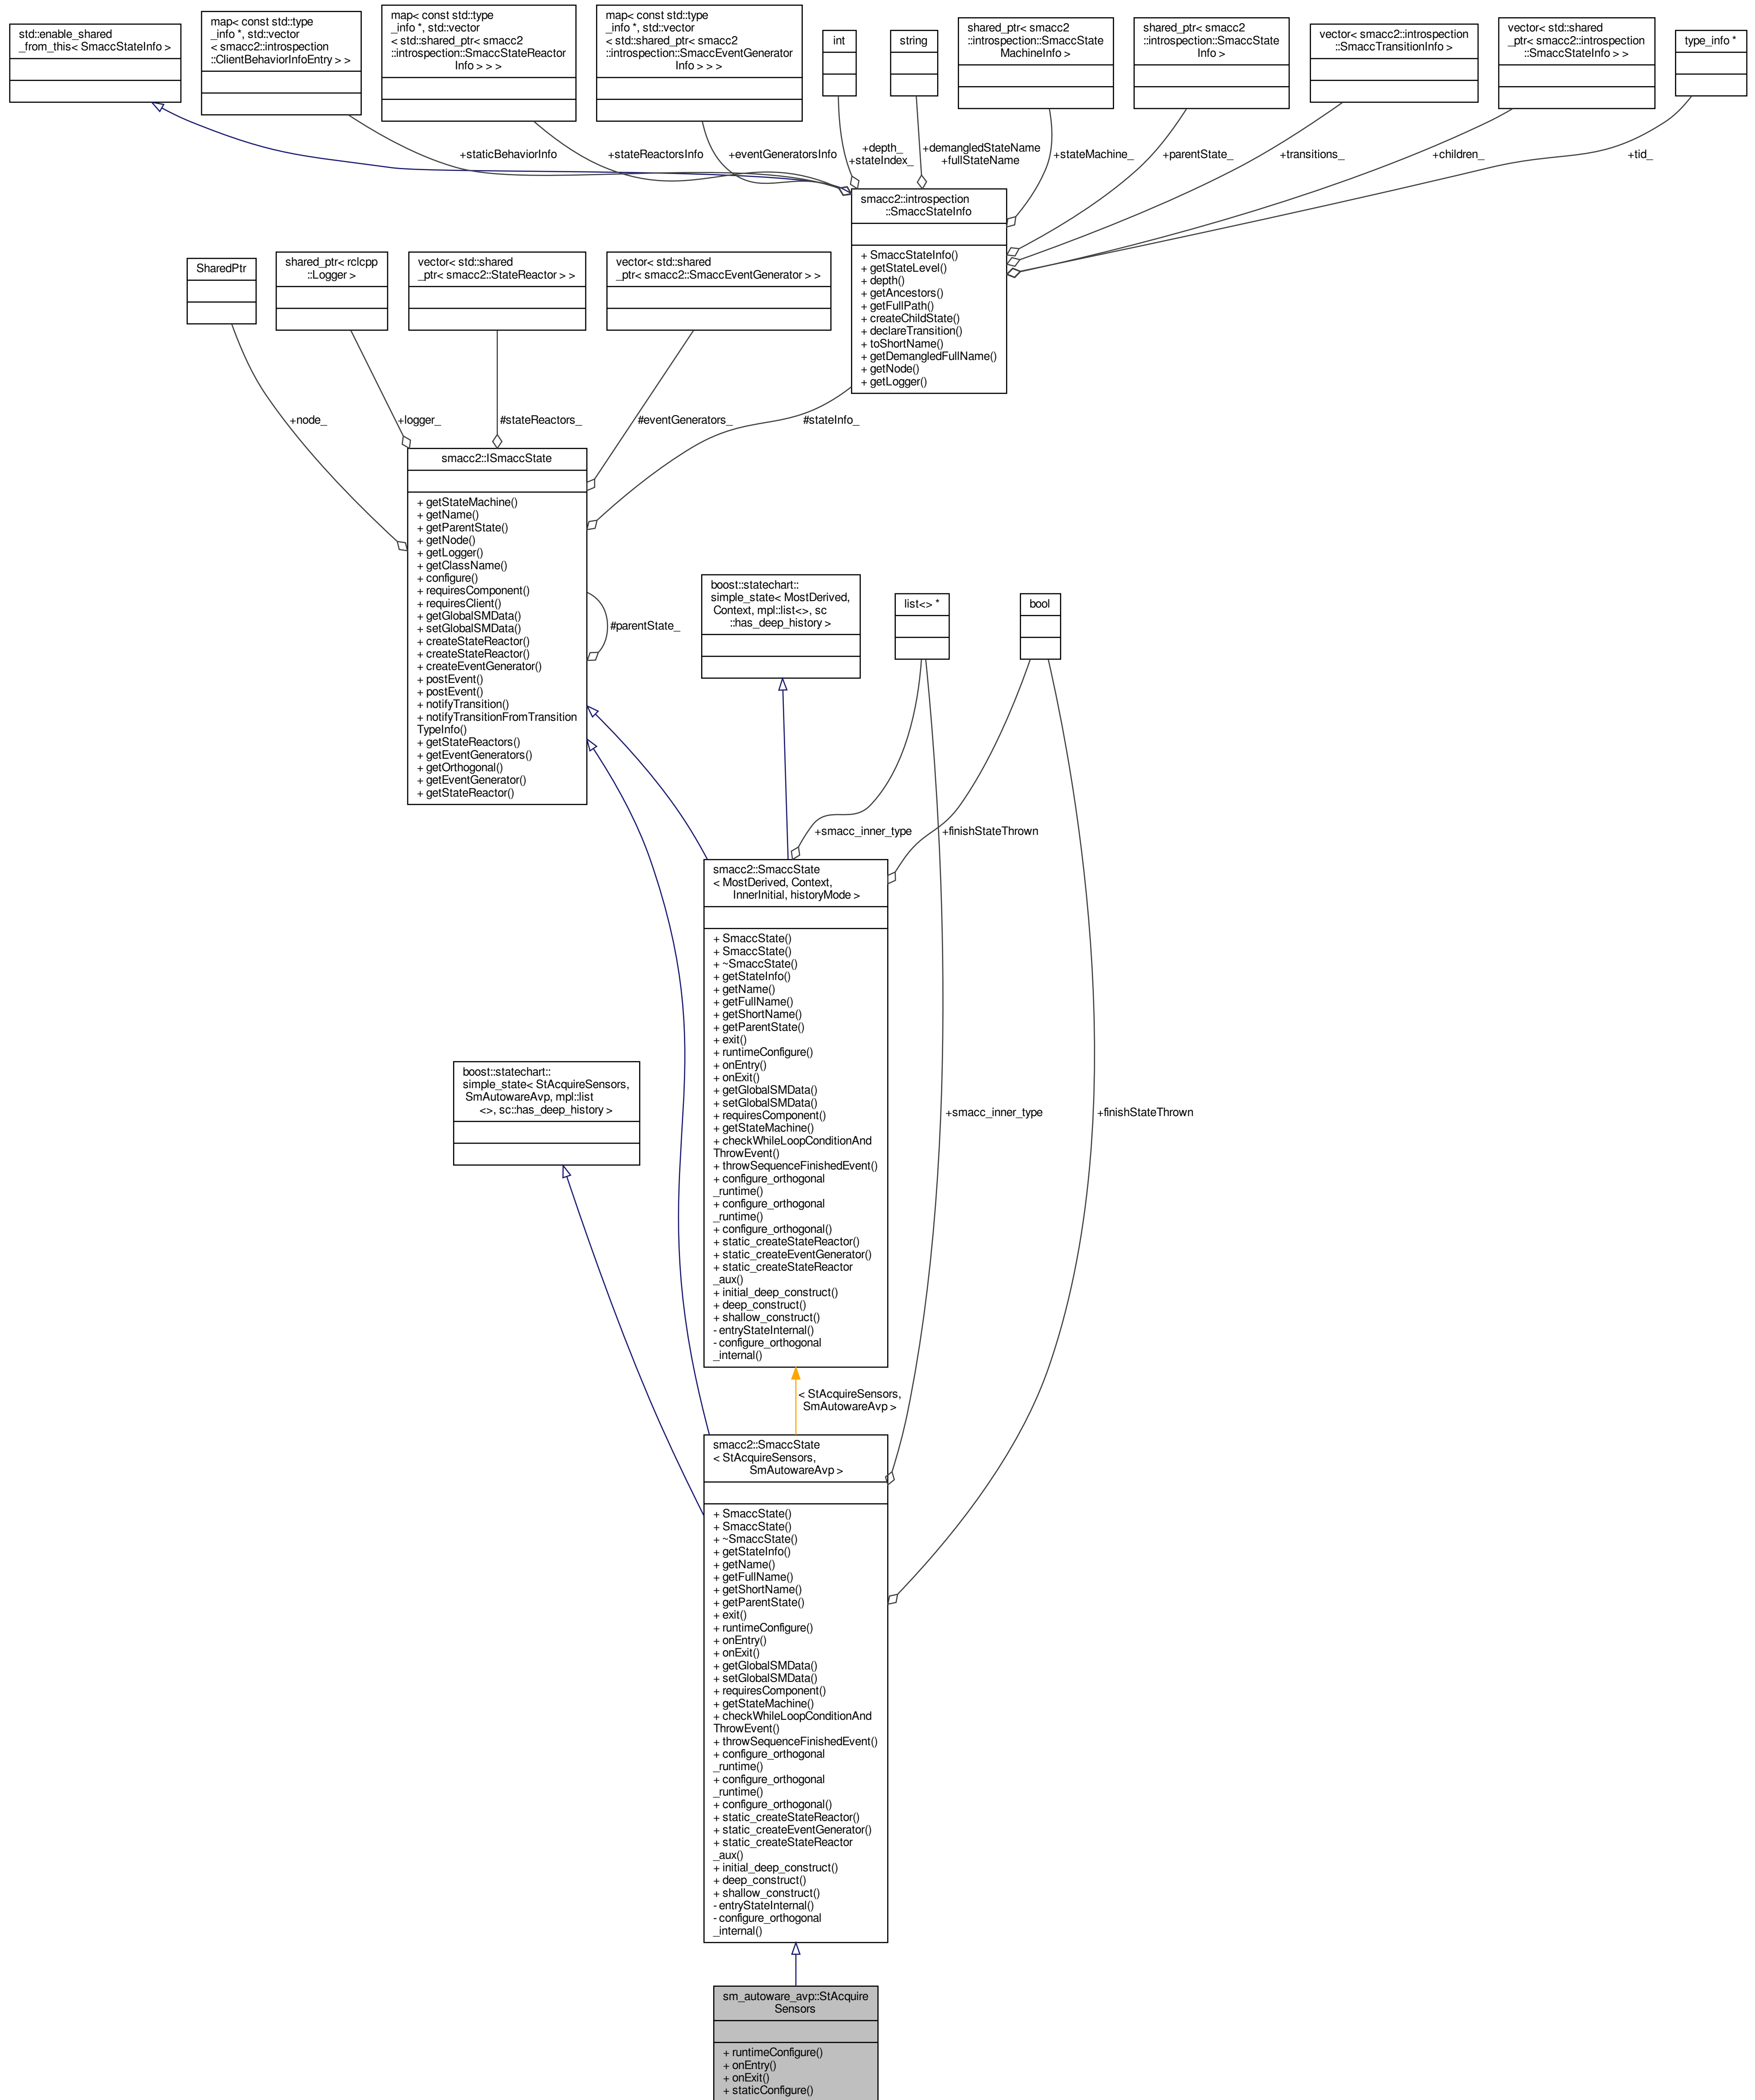 std::enable_shared
_from_this< SmaccStateInfo >
map< const std::type
_info *, std::vector
< smacc2::introspection
::ClientBehaviorInfoEntry > >
map< const std::type
_info *, std::vector
< std::shared_ptr< smacc2
::introspection::SmaccStateReactor
Info > > >
map< const std::type
_info *, std::vector
< std::shared_ptr< smacc2
::introspection::SmaccEventGenerator
Info > > >
int
string
shared_ptr< smacc2
::introspection::SmaccState
MachineInfo >
shared_ptr< smacc2
::introspection::SmaccState
Info >
vector< smacc2::introspection
::SmaccTransitionInfo >
vector< std::shared
_ptr< smacc2::introspection
::SmaccStateInfo > >
type_info *
+staticBehaviorInfo
+stateReactorsInfo
+eventGeneratorsInfo
+depth_
+stateIndex_
+demangledStateName
+fullStateName
+stateMachine_
+parentState_
+transitions_
+children_
+tid_
smacc2::introspection
::SmaccStateInfo
+ SmaccStateInfo()
+ getStateLevel()
+ depth()
+ getAncestors()
+ getFullPath()
+ createChildState()
+ declareTransition()
+ toShortName()
+ getDemangledFullName()
+ getNode()
+ getLogger()
SharedPtr
shared_ptr< rclcpp
::Logger >
vector< std::shared
_ptr< smacc2::StateReactor > >
vector< std::shared
_ptr< smacc2::SmaccEventGenerator > >
+node_
+logger_
#stateReactors_
#eventGenerators_
#stateInfo_
smacc2::ISmaccState
+ getStateMachine()
+ getName()
+ getParentState()
+ getNode()
+ getLogger()
+ getClassName()
+ configure()
+ requiresComponent()
+ requiresClient()
+ getGlobalSMData()
+ setGlobalSMData()
+ createStateReactor()
+ createStateReactor()
+ createEventGenerator()
+ postEvent()
+ postEvent()
+ notifyTransition()
+ notifyTransitionFromTransition
TypeInfo()
+ getStateReactors()
+ getEventGenerators()
+ getOrthogonal()
+ getEventGenerator()
+ getStateReactor()
#parentState_
boost::statechart::
simple_state< MostDerived,
Context, mpl::list<>, sc
::has_deep_history >
list<> *
bool
+smacc_inner_type
+finishStateThrown
smacc2::SmaccState
< MostDerived, Context,
InnerInitial, historyMode >
+ SmaccState()
+ SmaccState()
+ ~SmaccState()
+ getStateInfo()
+ getName()
+ getFullName()
+ getShortName()
+ getParentState()
+ exit()
+ runtimeConfigure()
+ onEntry()
+ onExit()
+ getGlobalSMData()
+ setGlobalSMData()
+ requiresComponent()
+ getStateMachine()
+ checkWhileLoopConditionAnd
ThrowEvent()
+ throwSequenceFinishedEvent()
+ configure_orthogonal
_runtime()
+ configure_orthogonal
_runtime()
+ configure_orthogonal()
+ static_createStateReactor()
+ static_createEventGenerator()
+ static_createStateReactor
_aux()
+ initial_deep_construct()
+ deep_construct()
+ shallow_construct()
- entryStateInternal()
- configure_orthogonal
_internal()
boost::statechart::
simple_state< StAcquireSensors,
SmAutowareAvp, mpl::list
<>, sc::has_deep_history >
+smacc_inner_type
+finishStateThrown
< StAcquireSensors,
SmAutowareAvp >
smacc2::SmaccState
< StAcquireSensors,
SmAutowareAvp >
+ SmaccState()
+ SmaccState()
+ ~SmaccState()
+ getStateInfo()
+ getName()
+ getFullName()
+ getShortName()
+ getParentState()
+ exit()
+ runtimeConfigure()
+ onEntry()
+ onExit()
+ getGlobalSMData()
+ setGlobalSMData()
+ requiresComponent()
+ getStateMachine()
+ checkWhileLoopConditionAnd
ThrowEvent()
+ throwSequenceFinishedEvent()
+ configure_orthogonal
_runtime()
+ configure_orthogonal
_runtime()
+ configure_orthogonal()
+ static_createStateReactor()
+ static_createEventGenerator()
+ static_createStateReactor
_aux()
+ initial_deep_construct()
+ deep_construct()
+ shallow_construct()
- entryStateInternal()
- configure_orthogonal
_internal()
sm_autoware_avp::StAcquire
Sensors
+ runtimeConfigure()
+ onEntry()
+ onExit()
+ staticConfigure()